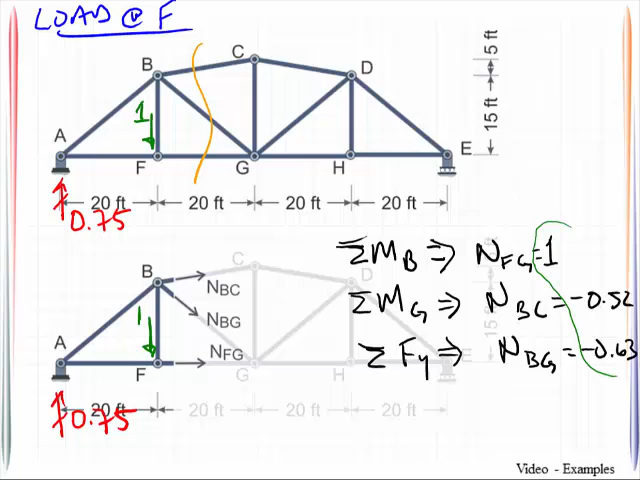 LOAD @ F
C
5 ft
B
D
15 ft
1
A
E
F
G
H
20 ft
20 ft
20 ft
20 ft
0.75
ΣM_B ⇒ N_FG = 1
C
B
N_BC
D
ΣM_G ⇒ N_BC = -0.52
1
N_BG
15 ft
A
N_FG
ΣF_y ⇒ N_BG = -0.63
E
F
G
H
20 ft
20 ft
20 ft
20 ft
0.75
Video - Examples